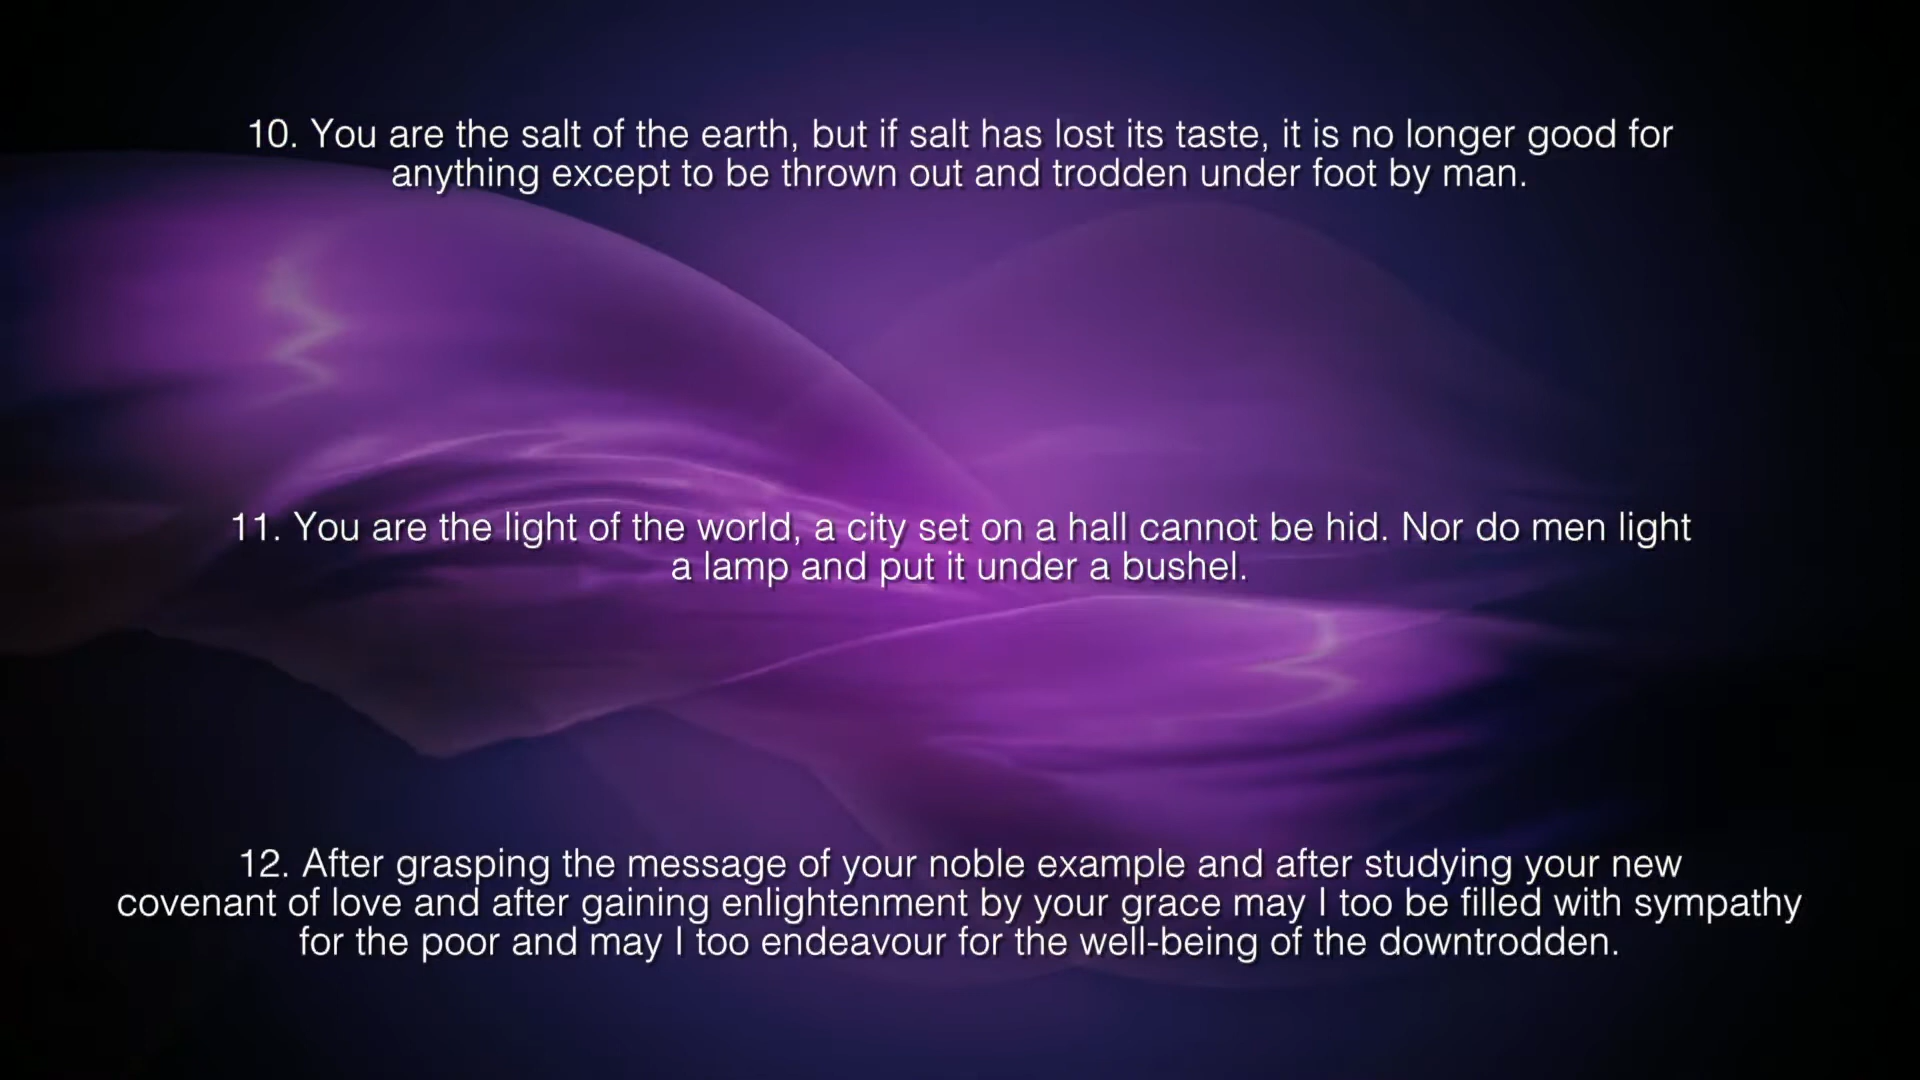 10. You are the salt of the earth, but if salt has lost its taste, it is no longer good for
anything except to be thrown out and trodden under foot by man.
11. You are the light of the world, a city set on a hall cannot be hid. Nor do men light
a lamp and put it under a bushel.
12. After grasping the message of your noble example and after studying your new
covenant of love and after gaining enlightenment by your grace may I too be filled with sympathy
for the poor and may I too endeavour for the well-being of the downtrodden.